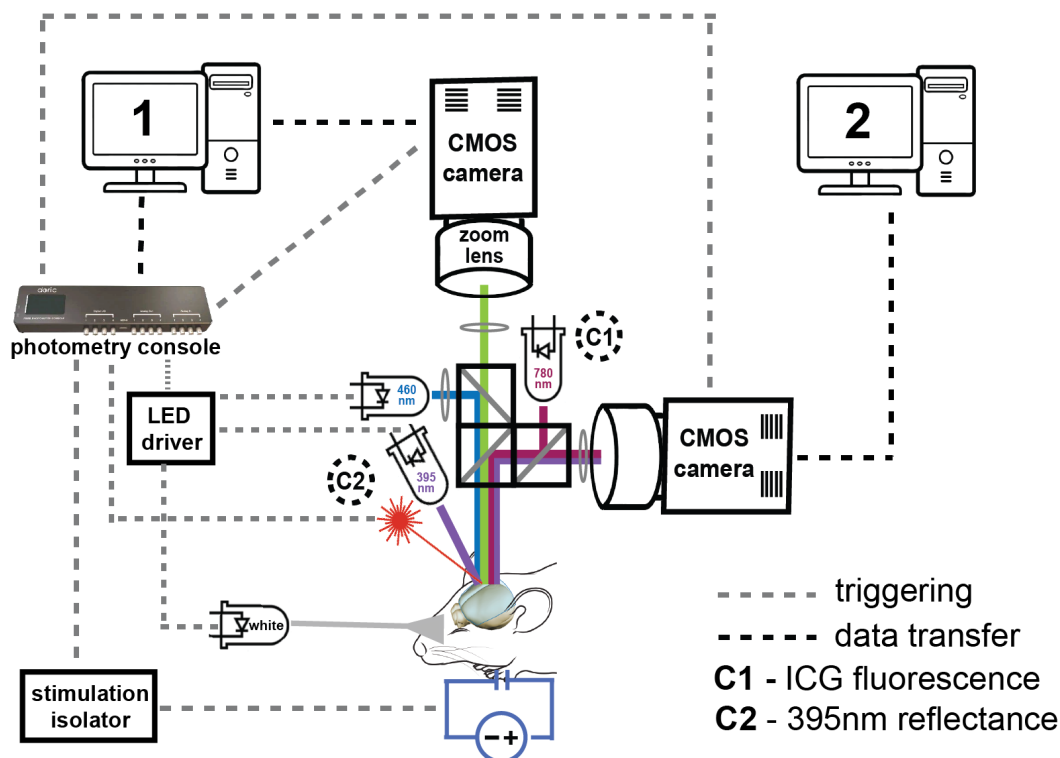 1
2
CMOS
camera
zoom
lens
doric
photometry console
C1
780
nm
460
nm
LED
driver
CMOS
camera
C2
395
nm
white
stimulation
isolator
- +
triggering
data transfer
C1 - ICG fluorescence
C2 - 395nm reflectance